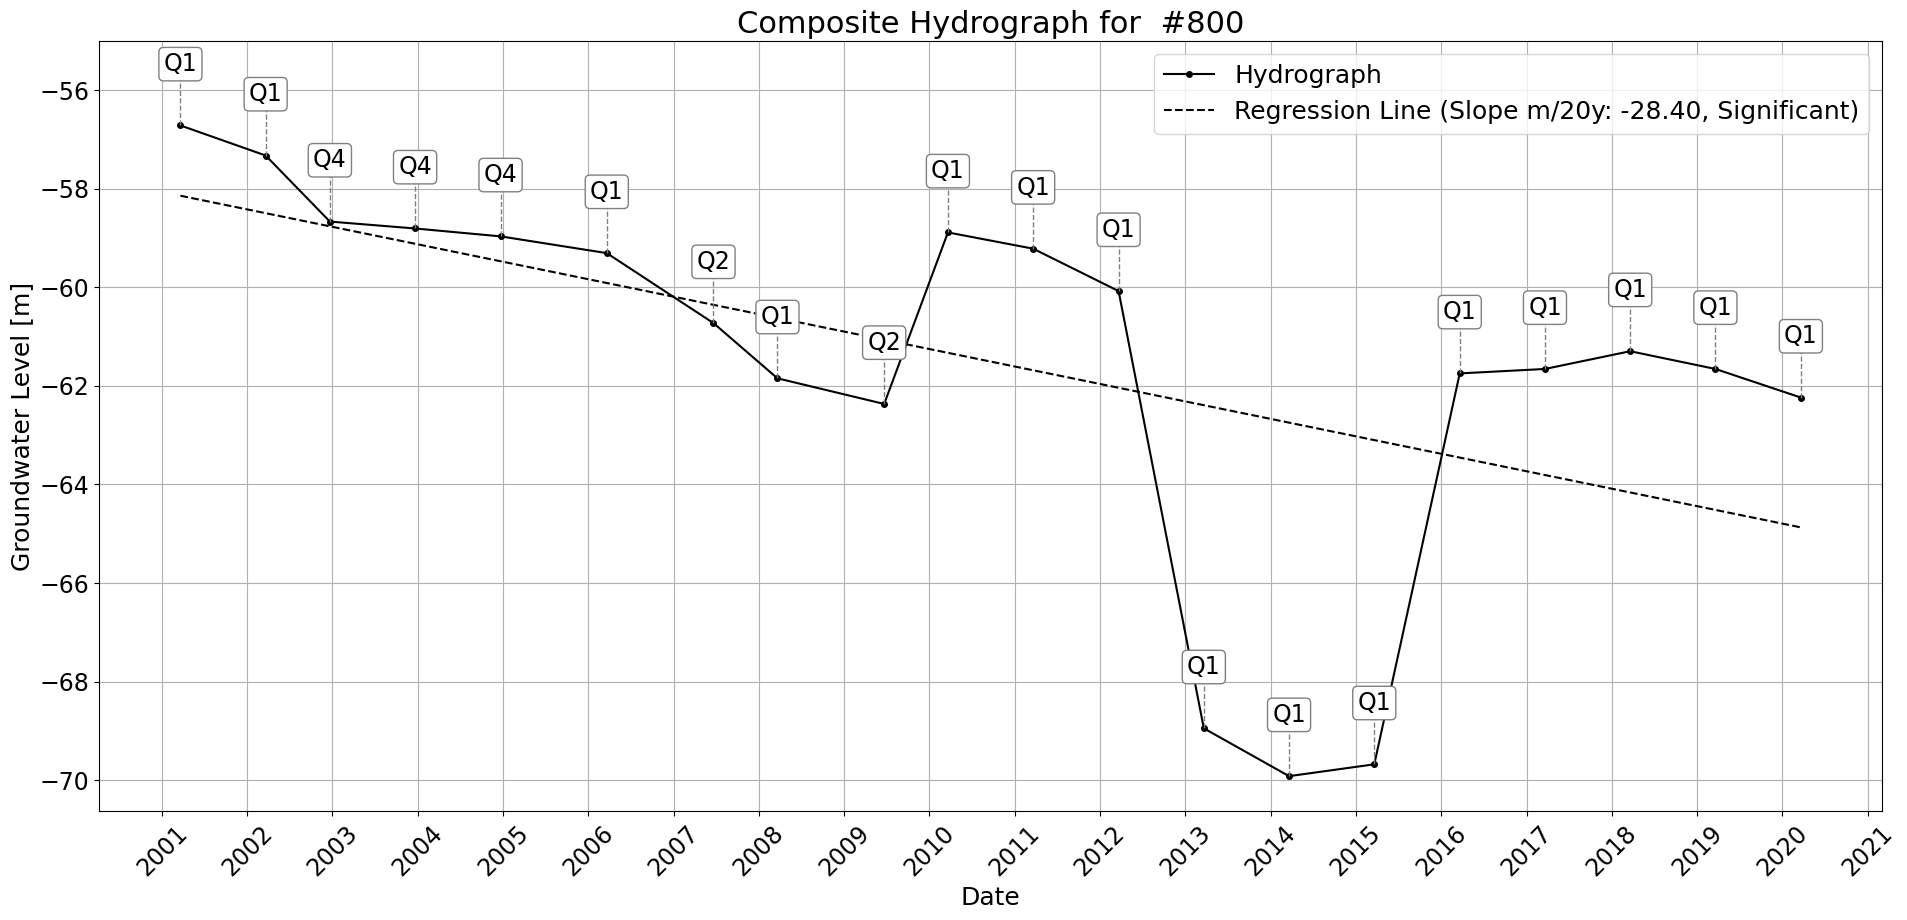 Composite Hydrograph for  #800
Hydrograph
Regression Line (Slope m/20y: -28.40, Significant)
Groundwater Level [m]
−56
−58
−60
−62
−64
−66
−68
−70
Q1
Q1
Q4
Q4
Q4
Q1
Q2
Q1
Q2
Q1
Q1
Q1
Q1
Q1
Q1
Q1
Q1
Q1
Q1
Q1
2001
2002
2003
2004
2005
2006
2007
2008
2009
2010
2011
2012
2013
2014
2015
2016
2017
2018
2019
2020
2021
Date